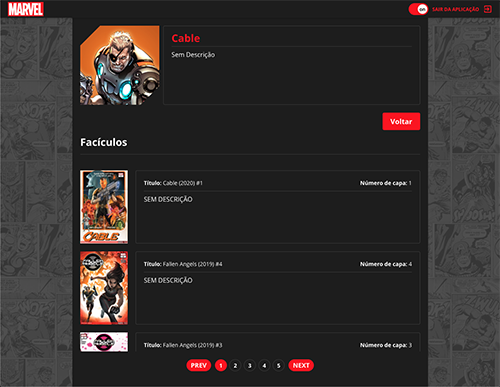 MARVEL
on
SAIR DA APLICAÇÃO
Cable
Sem Descrição
Voltar
Facículos
Título: Cable (2020) #1
Número de capa: 1
SEM DESCRIÇÃO
CABLE
Título: Fallen Angels (2019) #4
Número de capa: 4
SEM DESCRIÇÃO
Título: Fallen Angels (2019) #3
Número de capa: 3
PREV 1 2 3 4 5 NEXT